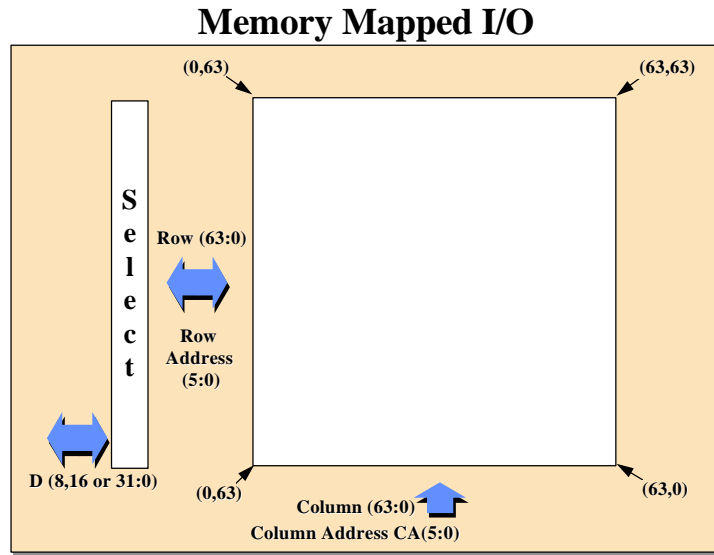 Memory Mapped I/O
(0,63)
(63,63)
Select
Row (63:0)
Row
Address
(5:0)
D (8,16 or 31:0)
(0,63)
(63,0)
Column (63:0)
Column Address CA(5:0)